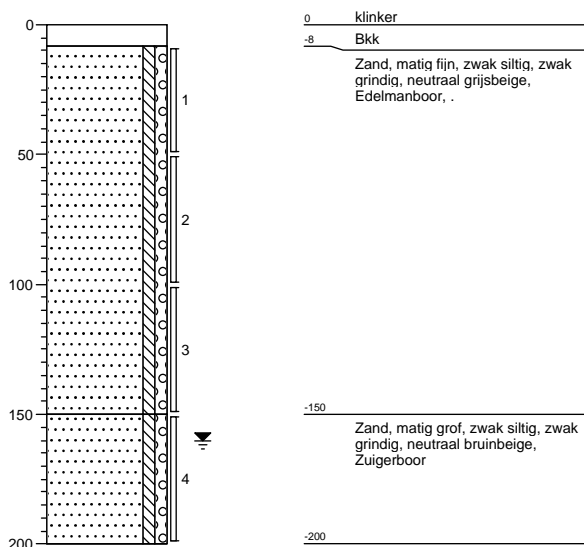 0
50
100
150
200
1
2
3
4
0 klinker
-8 Bkk
Zand, matig fijn, zwak siltig, zwak
grindig, neutraal grijsbeige,
Edelmanboor, .
-150
Zand, matig grof, zwak siltig, zwak
grindig, neutraal bruinbeige,
Zuigerboor
-200